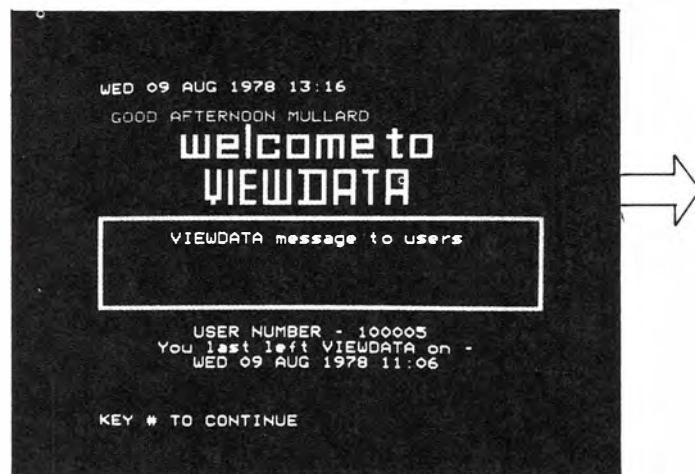 WED 09 AUG 1978 13:16
GOOD AFTERNOON MULLARD
welcome to
VIEWDATA
VIEWDATA message to users
USER NUMBER - 100005
You last left VIEWDATA on -
WED 09 AUG 1978 11:06
KEY # TO CONTINUE